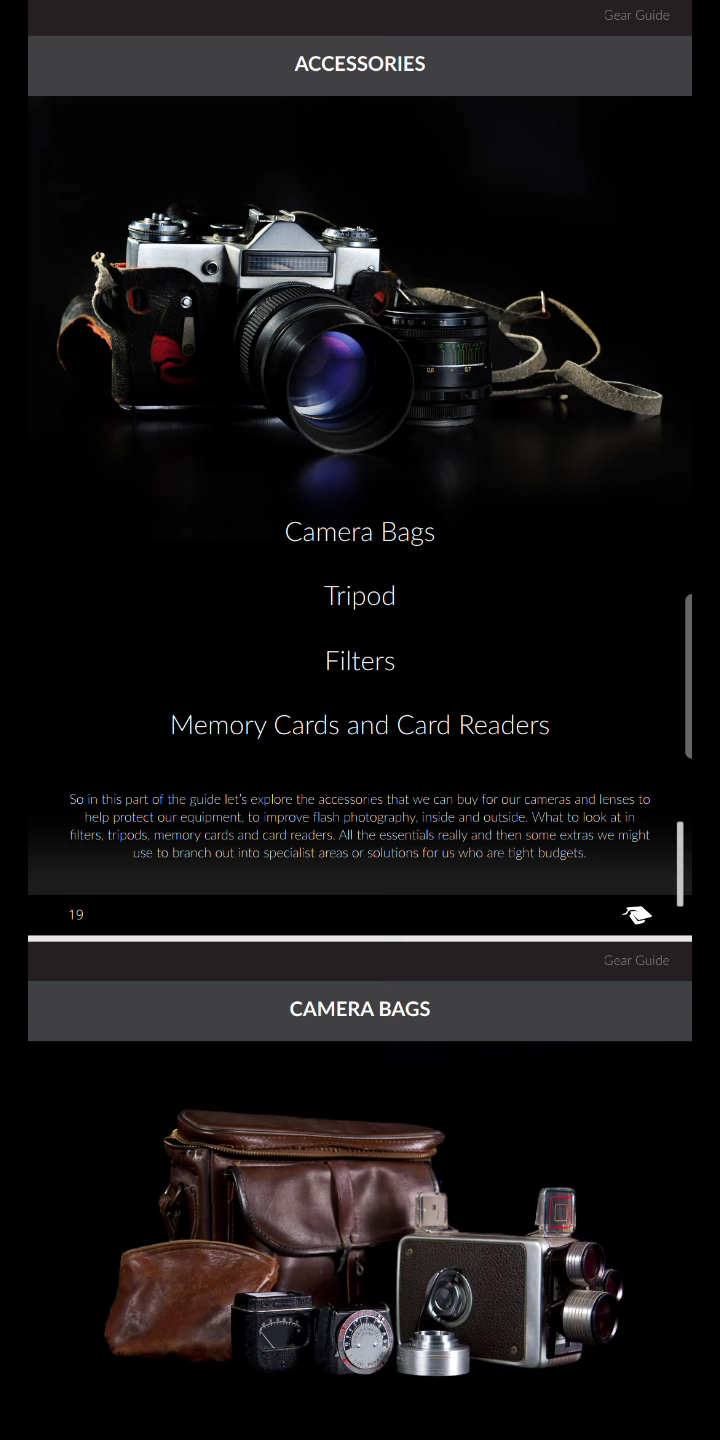 Gear Guide
ACCESSORIES
Camera Bags
Tripod
Filters
Memory Cards and Card Readers
So in this part of the guide let's explore the accessories that we can buy for our cameras and lenses to
help protect our equipment, to improve flash photography, inside and outside. What to look at in
filters, tripods, memory cards and card readers. All the essentials really and then some extras we might
use to branch out into specialist areas or solutions for us who are tight budgets.
19
Gear Guide
CAMERA BAGS